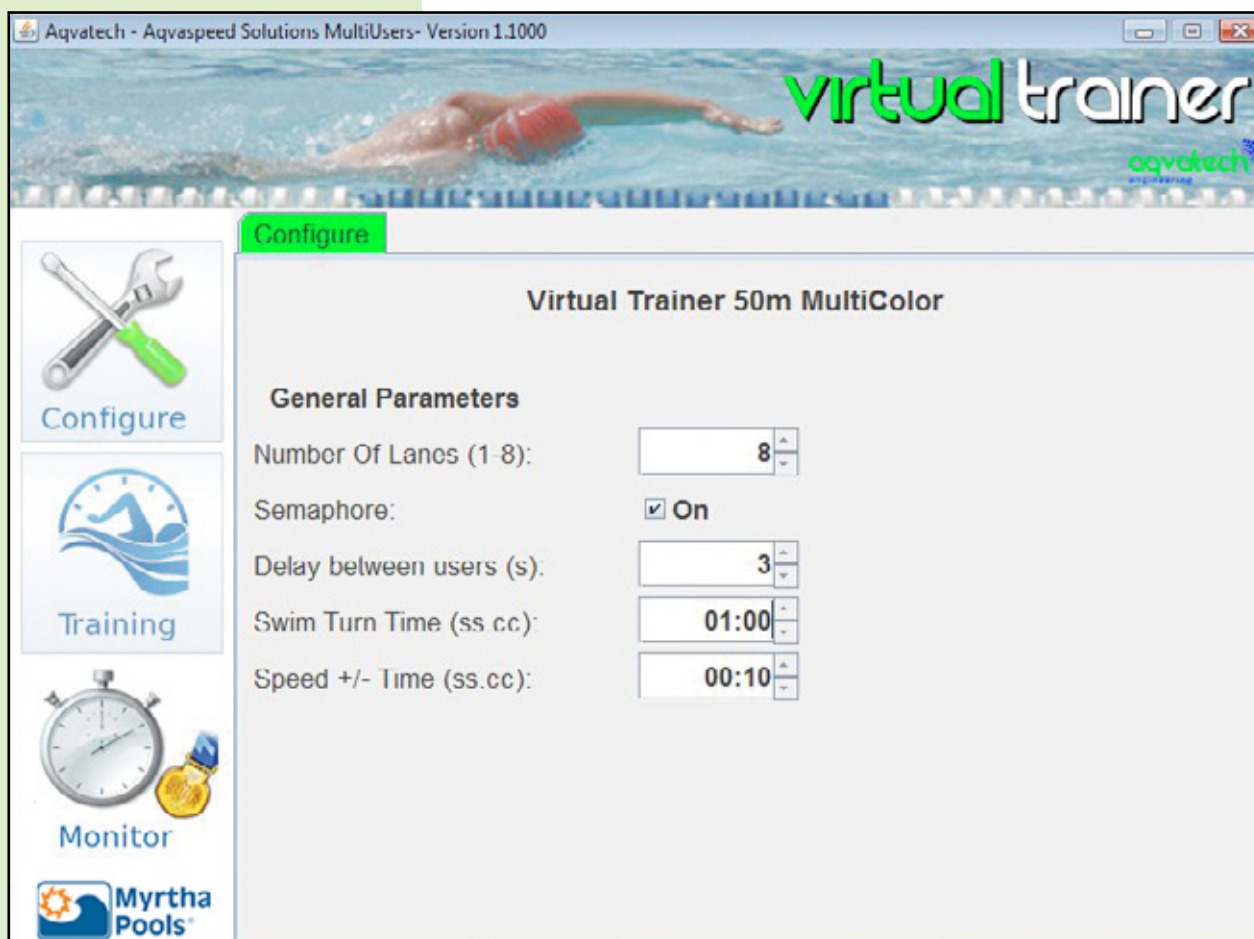 Aqvatech - Aqvaspeed Solutions MultiUsers- Version 1.1000
virtual trainer
aqvatech
engineering
Configure
Virtual Trainer 50m MultiColor
General Parameters
Number Of Lanes (1-8): 8
Semaphore: On
Delay between users (s): 3
Swim Turn Time (ss.cc): 01:00
Speed +/- Time (ss.cc): 00:10
Configure
Training
Monitor
Myrtha
Pools